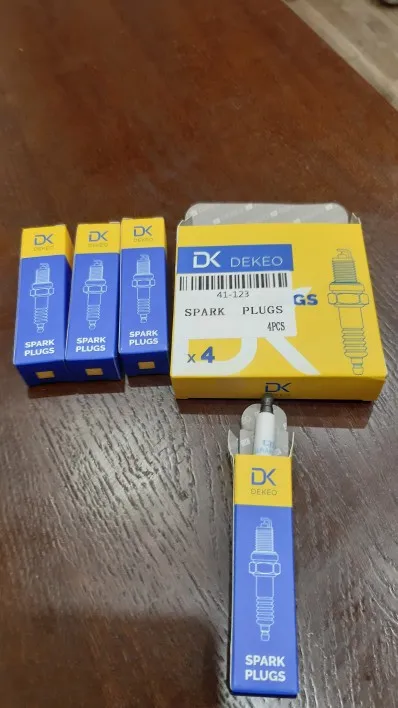 DK
DEKEO
SPARK
PLUGS
DK
DEKEO
SPARK
PLUGS
DK
DEKEO
SPARK
PLUGS
DK DEKEO
41-123
SPARK PLUGS
4PCS
GS
x 4
DK
DK
DEKEO
SPARK
PLUGS